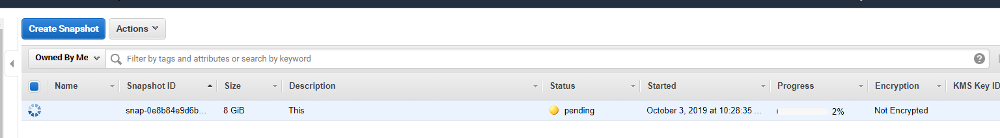 Create Snapshot Actions
Owned By Me Filter by tags and attributes or search by keyword ?
Name Snapshot ID Size Description Status Started Progress Encryption KMS Key ID
snap-0e8b84e9d6b... 8 GiB This pending October 3, 2019 at 10:28:35 ... 2% Not Encrypted